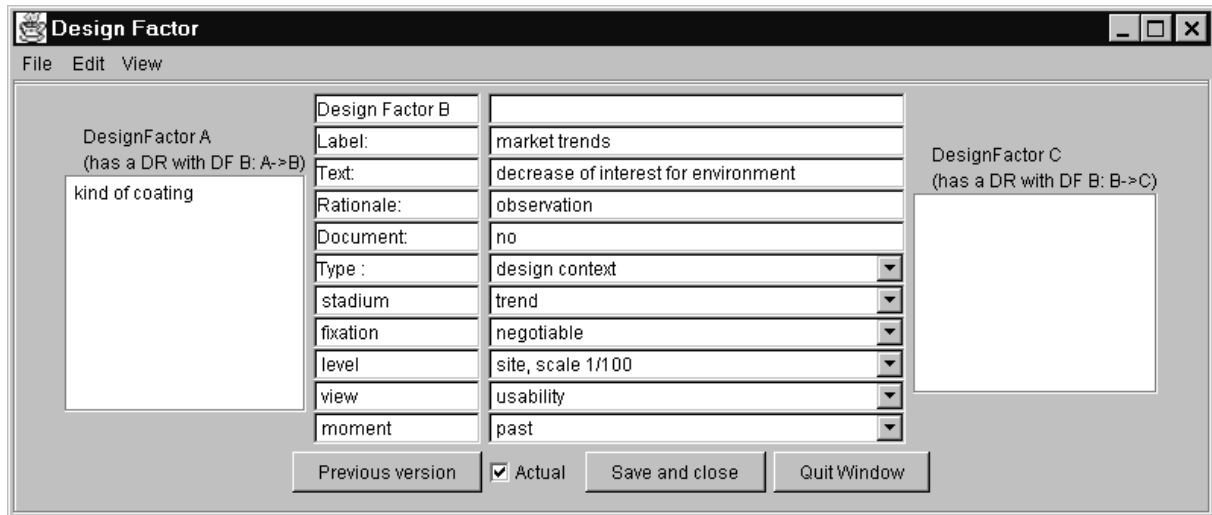 Design Factor
File Edit View
DesignFactor A
(has a DR with DF B: A->B)
kind of coating
Design Factor B
Label: market trends
Text: decrease of interest for environment
Rationale: observation
Document: no
Type : design context
stadium trend
fixation negotiable
level site, scale 1/100
view usability
moment past
DesignFactor C
(has a DR with DF B: B->C)
Previous version Actual Save and close Quit Window